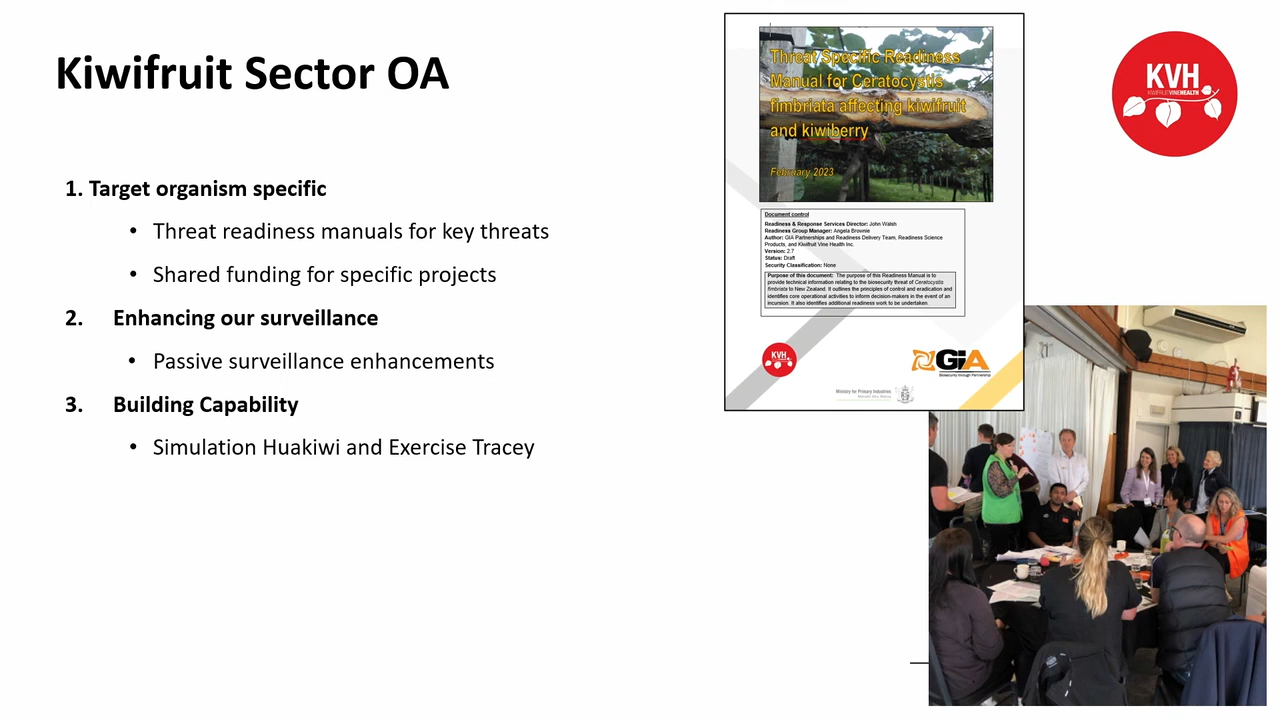 Kiwifruit Sector OA
1. Target organism specific
• Threat readiness manuals for key threats
• Shared funding for specific projects
2. Enhancing our surveillance
• Passive surveillance enhancements
3. Building Capability
• Simulation Huakiwi and Exercise Tracey
Threat Specific Readiness
Manual for Ceratocystis
fimbriata affecting kiwifruit
and kiwiberry
February 2023
Document control
Readiness & Response Services Director: John Walsh
Readiness Group Manager: Angela Brownie
Author: GIA Partnerships and Readiness Delivery Team, Readiness Science
Products, and Kiwifruit Vine Health Inc.
Version: 2.7
Status: Draft
Security Classification: None
Purpose of this document: The purpose of this Readiness Manual is to
provide technical information relating to the biosecurity threat of Ceratocystis
fimbriata to New Zealand. It outlines the principles of control and eradication and
identifies core operational activities to inform decision-makers in the event of an
incursion. It also identifies additional readiness work to be undertaken.
KVH
GIA
Biosecurity through Partnership
Ministry for Primary Industries
Manatū Ahu Matua
KVH
KIWIFRUIT VINE HEALTH